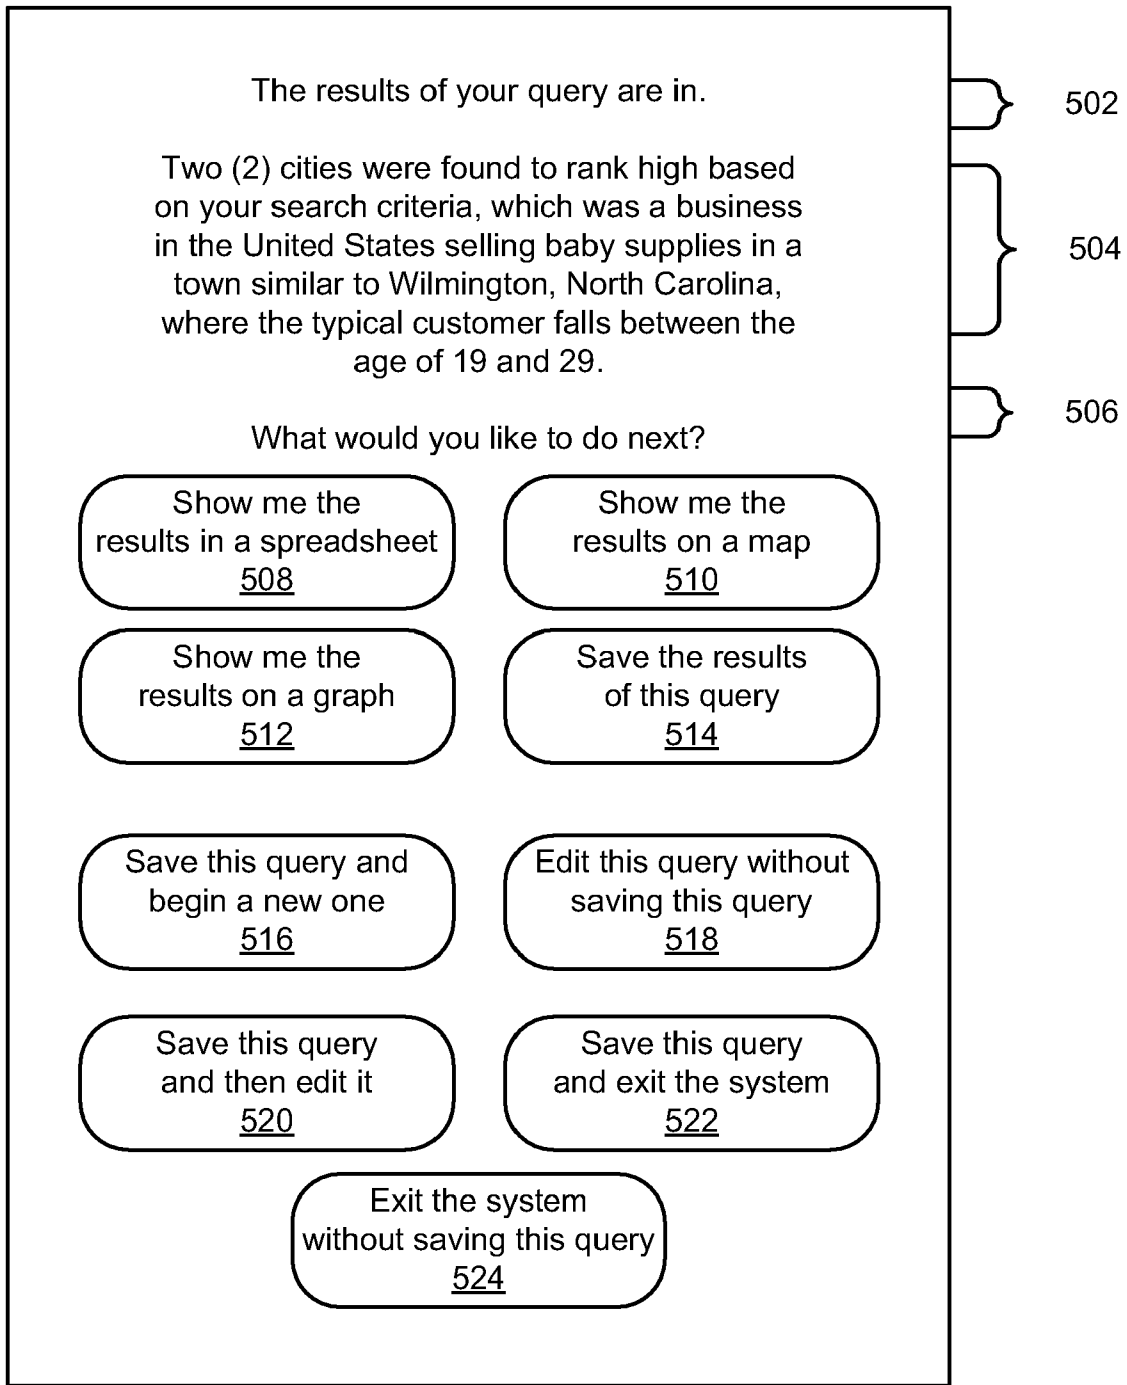 The results of your query are in.
502
Two (2) cities were found to rank high based
on your search criteria, which was a business
in the United States selling baby supplies in a
town similar to Wilmington, North Carolina,
where the typical customer falls between the
age of 19 and 29.
504
What would you like to do next?
506
Show me the
results in a spreadsheet
508
Show me the
results on a map
510
Show me the
results on a graph
512
Save the results
of this query
514
Save this query and
begin a new one
516
Edit this query without
saving this query
518
Save this query
and then edit it
520
Save this query
and exit the system
522
Exit the system
without saving this query
524